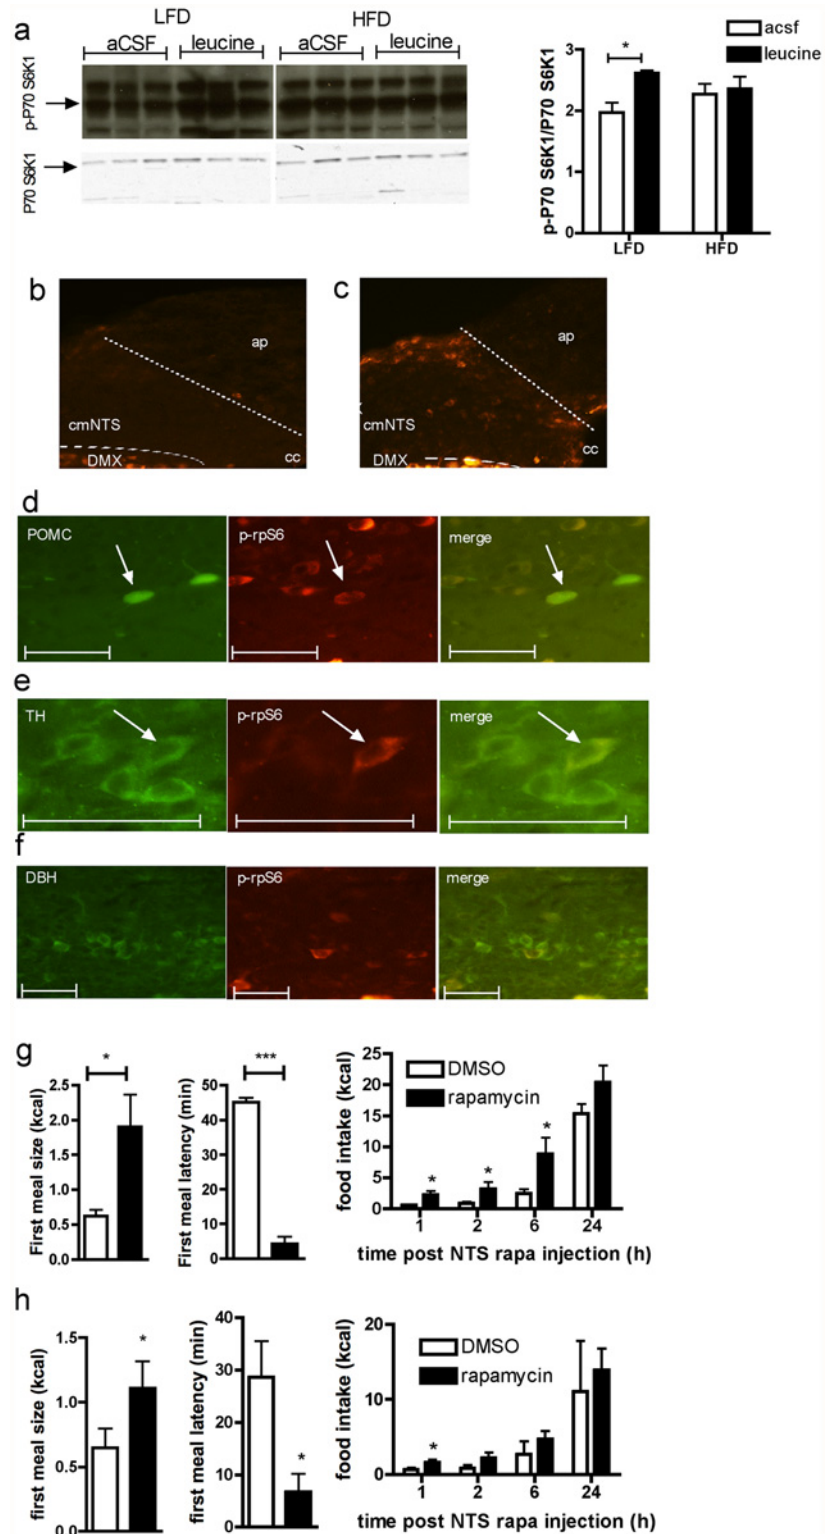 a
LFD
HFD
aCSF
leucine
aCSF
leucine
p-P70 S6K1
P70 S6K1
acsf
leucine
p-P70 S6K1/P70 S6K1
3
2
1
0
*
LFD
HFD
b
ap
cmNTS
DMX
cc
c
ap
cmNTS
DMX
cc
d
POMC
p-rpS6
merge
e
TH
p-rpS6
merge
f
DBH
p-rpS6
merge
g
First meal size (kcal)
2.5
2.0
1.5
1.0
0.5
0.0
*
First meal latency (min)
50
40
30
20
10
0
***
food intake (kcal)
25
20
15
10
5
0
DMSO
rapamycin
* * *
1 2 6 24
time post NTS rapa injection (h)
h
first meal size (kcal)
1.5
1.0
0.5
0.0
*
first meal latency (min)
40
30
20
10
0
*
food intake (kcal)
20
10
0
DMSO
rapamycin
*
1 2 6 24
time post NTS rapa injection (h)